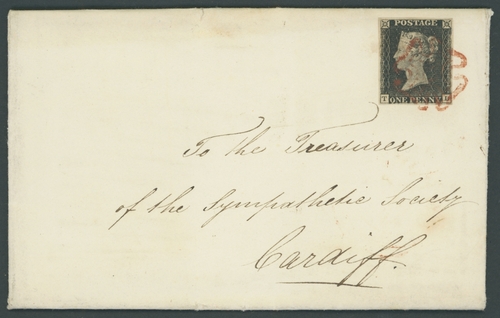 POSTAGE
ONE PENNY
To the Treasurer
of the Sympathetic Society
Cardiff.